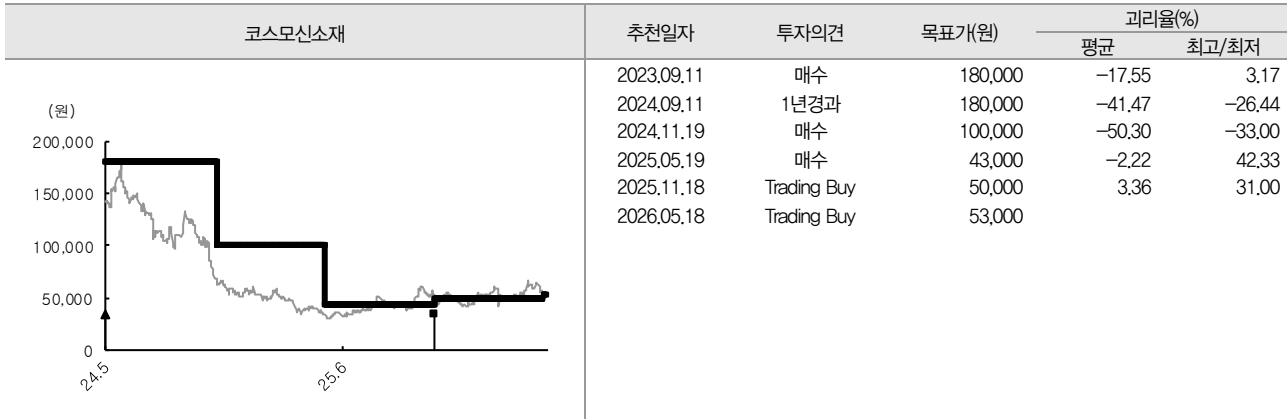 코스모신소재 추천일자 투자의견 목표가(원) 괴리율(%)
평균 최고/최저
2023.09.11 매수 180,000 -17.55 3.17
2024.09.11 1년경과 180,000 -41.47 -26.44
2024.11.19 매수 100,000 -50.30 -33.00
2025.05.19 매수 43,000 -2.22 42.33
2025.11.18 Trading Buy 50,000 3.36 31.00
2026.05.18 Trading Buy 53,000
(원)
200,000
150,000
100,000
50,000
0
24.5 25.6